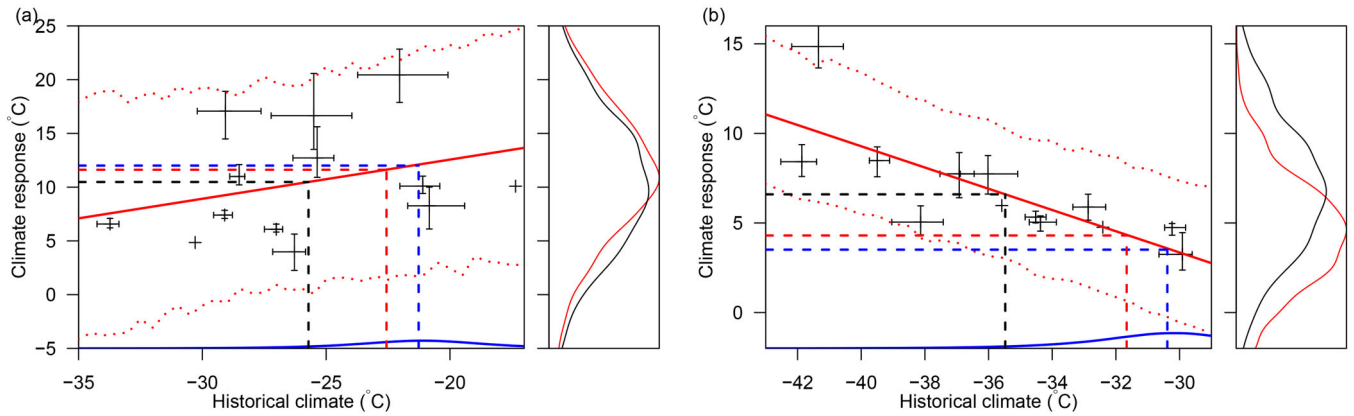 (a)
25
20
15
10
5
0
−5
Climate response (°C)
−35 −30 −25 −20
Historical climate (°C)
(b)
15
10
5
0
Climate response (°C)
−42 −40 −38 −36 −34 −32 −30
Historical climate (°C)